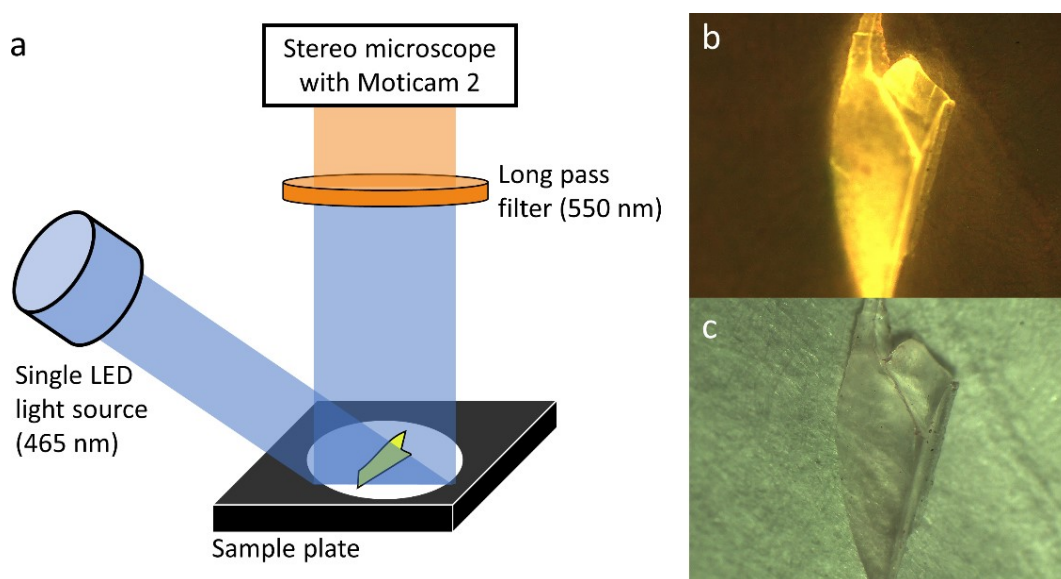 a
Stereo microscope
with Moticam 2
Long pass
filter (550 nm)
Single LED
light source
(465 nm)
Sample plate
b
c